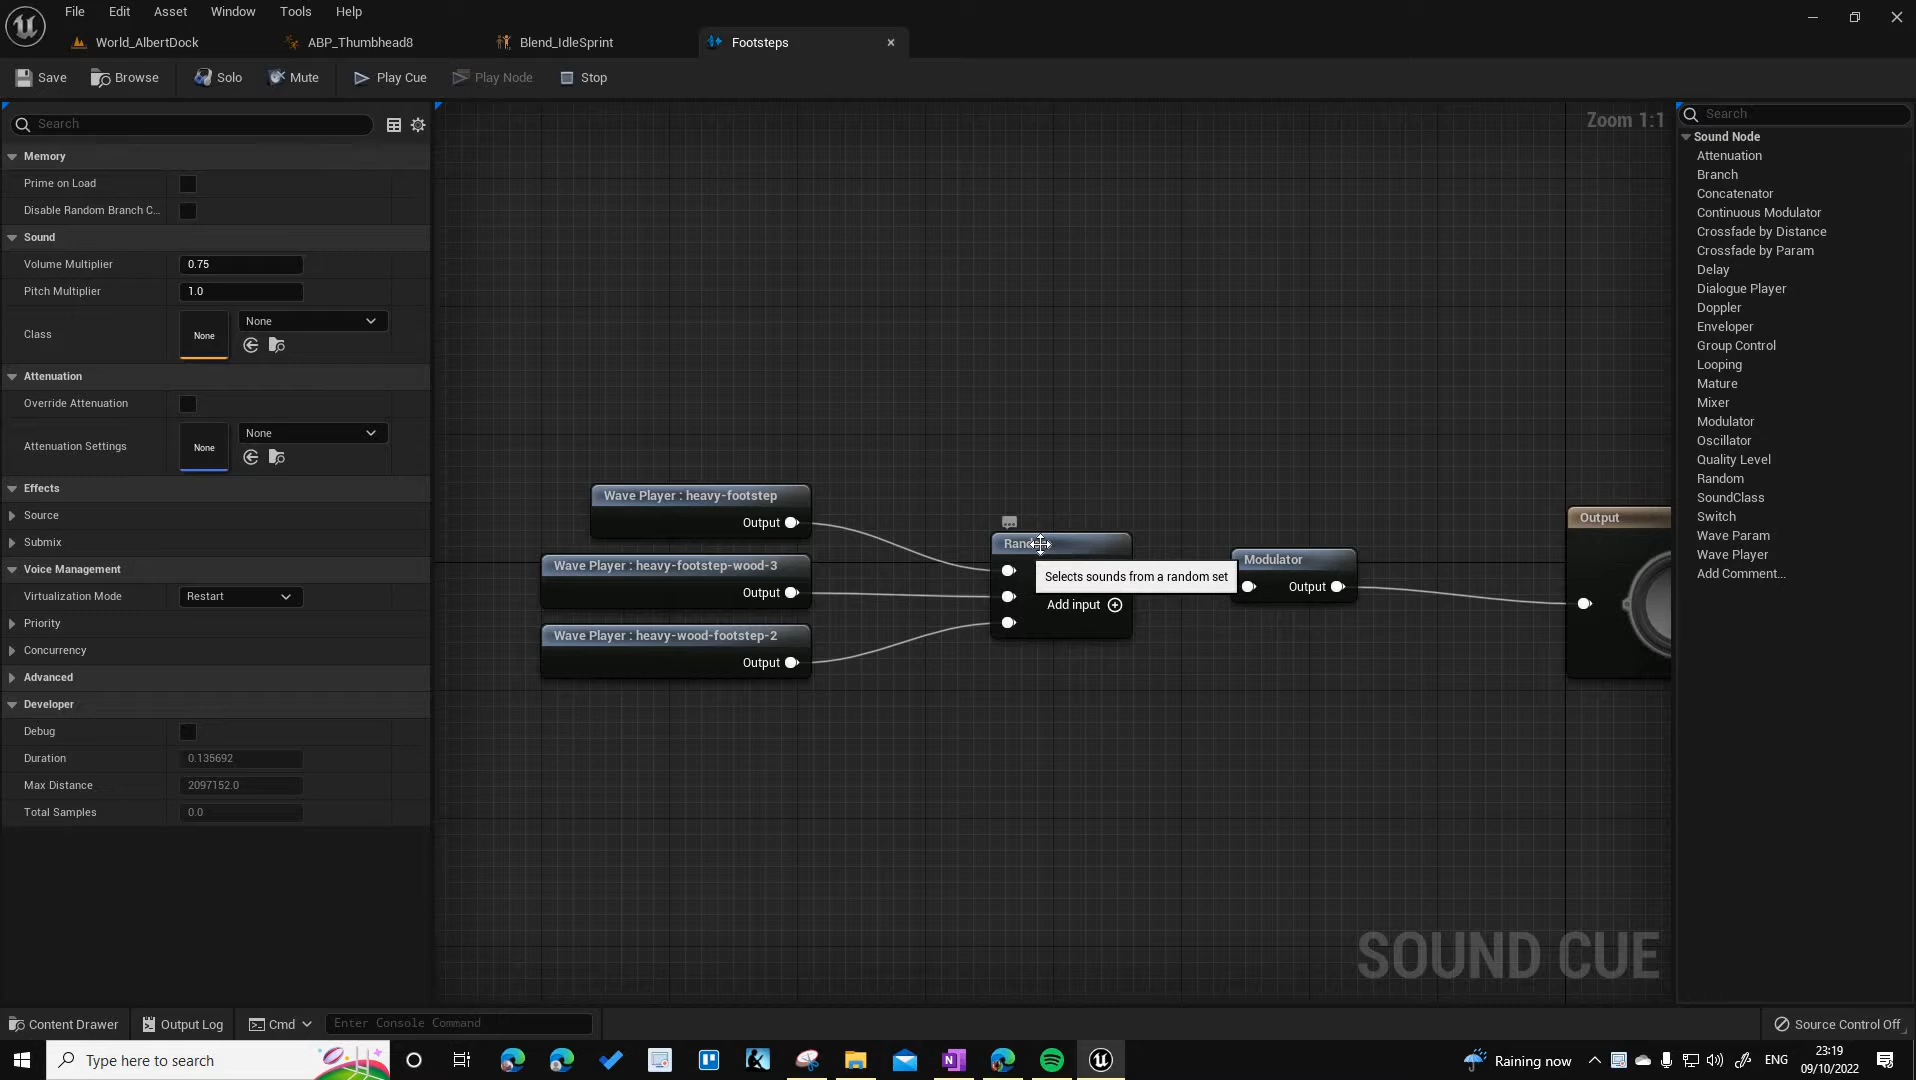 File Edit Asset Window Tools Help
World_AlbertDock ABP_Thumbhead8 Blend_IdleSprint Footsteps
Save Browse Solo Mute Play Cue Play Node Stop
Search
Memory
Prime on Load
Disable Random Branch C...
Sound
Volume Multiplier 0.75
Pitch Multiplier 1.0
Class None None
Attenuation
Override Attenuation
Attenuation Settings None None
Effects
Source
Submix
Voice Management
Virtualization Mode Restart
Priority
Concurrency
Advanced
Developer
Debug
Duration 0.135692
Max Distance 2097152.0
Total Samples 0.0
Zoom 1:1
Wave Player : heavy-footstep
Output
Wave Player : heavy-footstep-wood-3
Output
Wave Player : heavy-wood-footstep-2
Output
Selects sounds from a random set
Add input
Modulator
Output
Output
SOUND CUE
Search
Sound Node
Attenuation
Branch
Concatenator
Continuous Modulator
Crossfade by Distance
Crossfade by Param
Delay
Dialogue Player
Doppler
Enveloper
Group Control
Looping
Mature
Mixer
Modulator
Oscillator
Quality Level
Random
SoundClass
Switch
Wave Param
Wave Player
Add Comment...
Content Drawer Output Log Cmd Enter Console Command Source Control Off
Type here to search Raining now ENG 23:19
09/10/2022